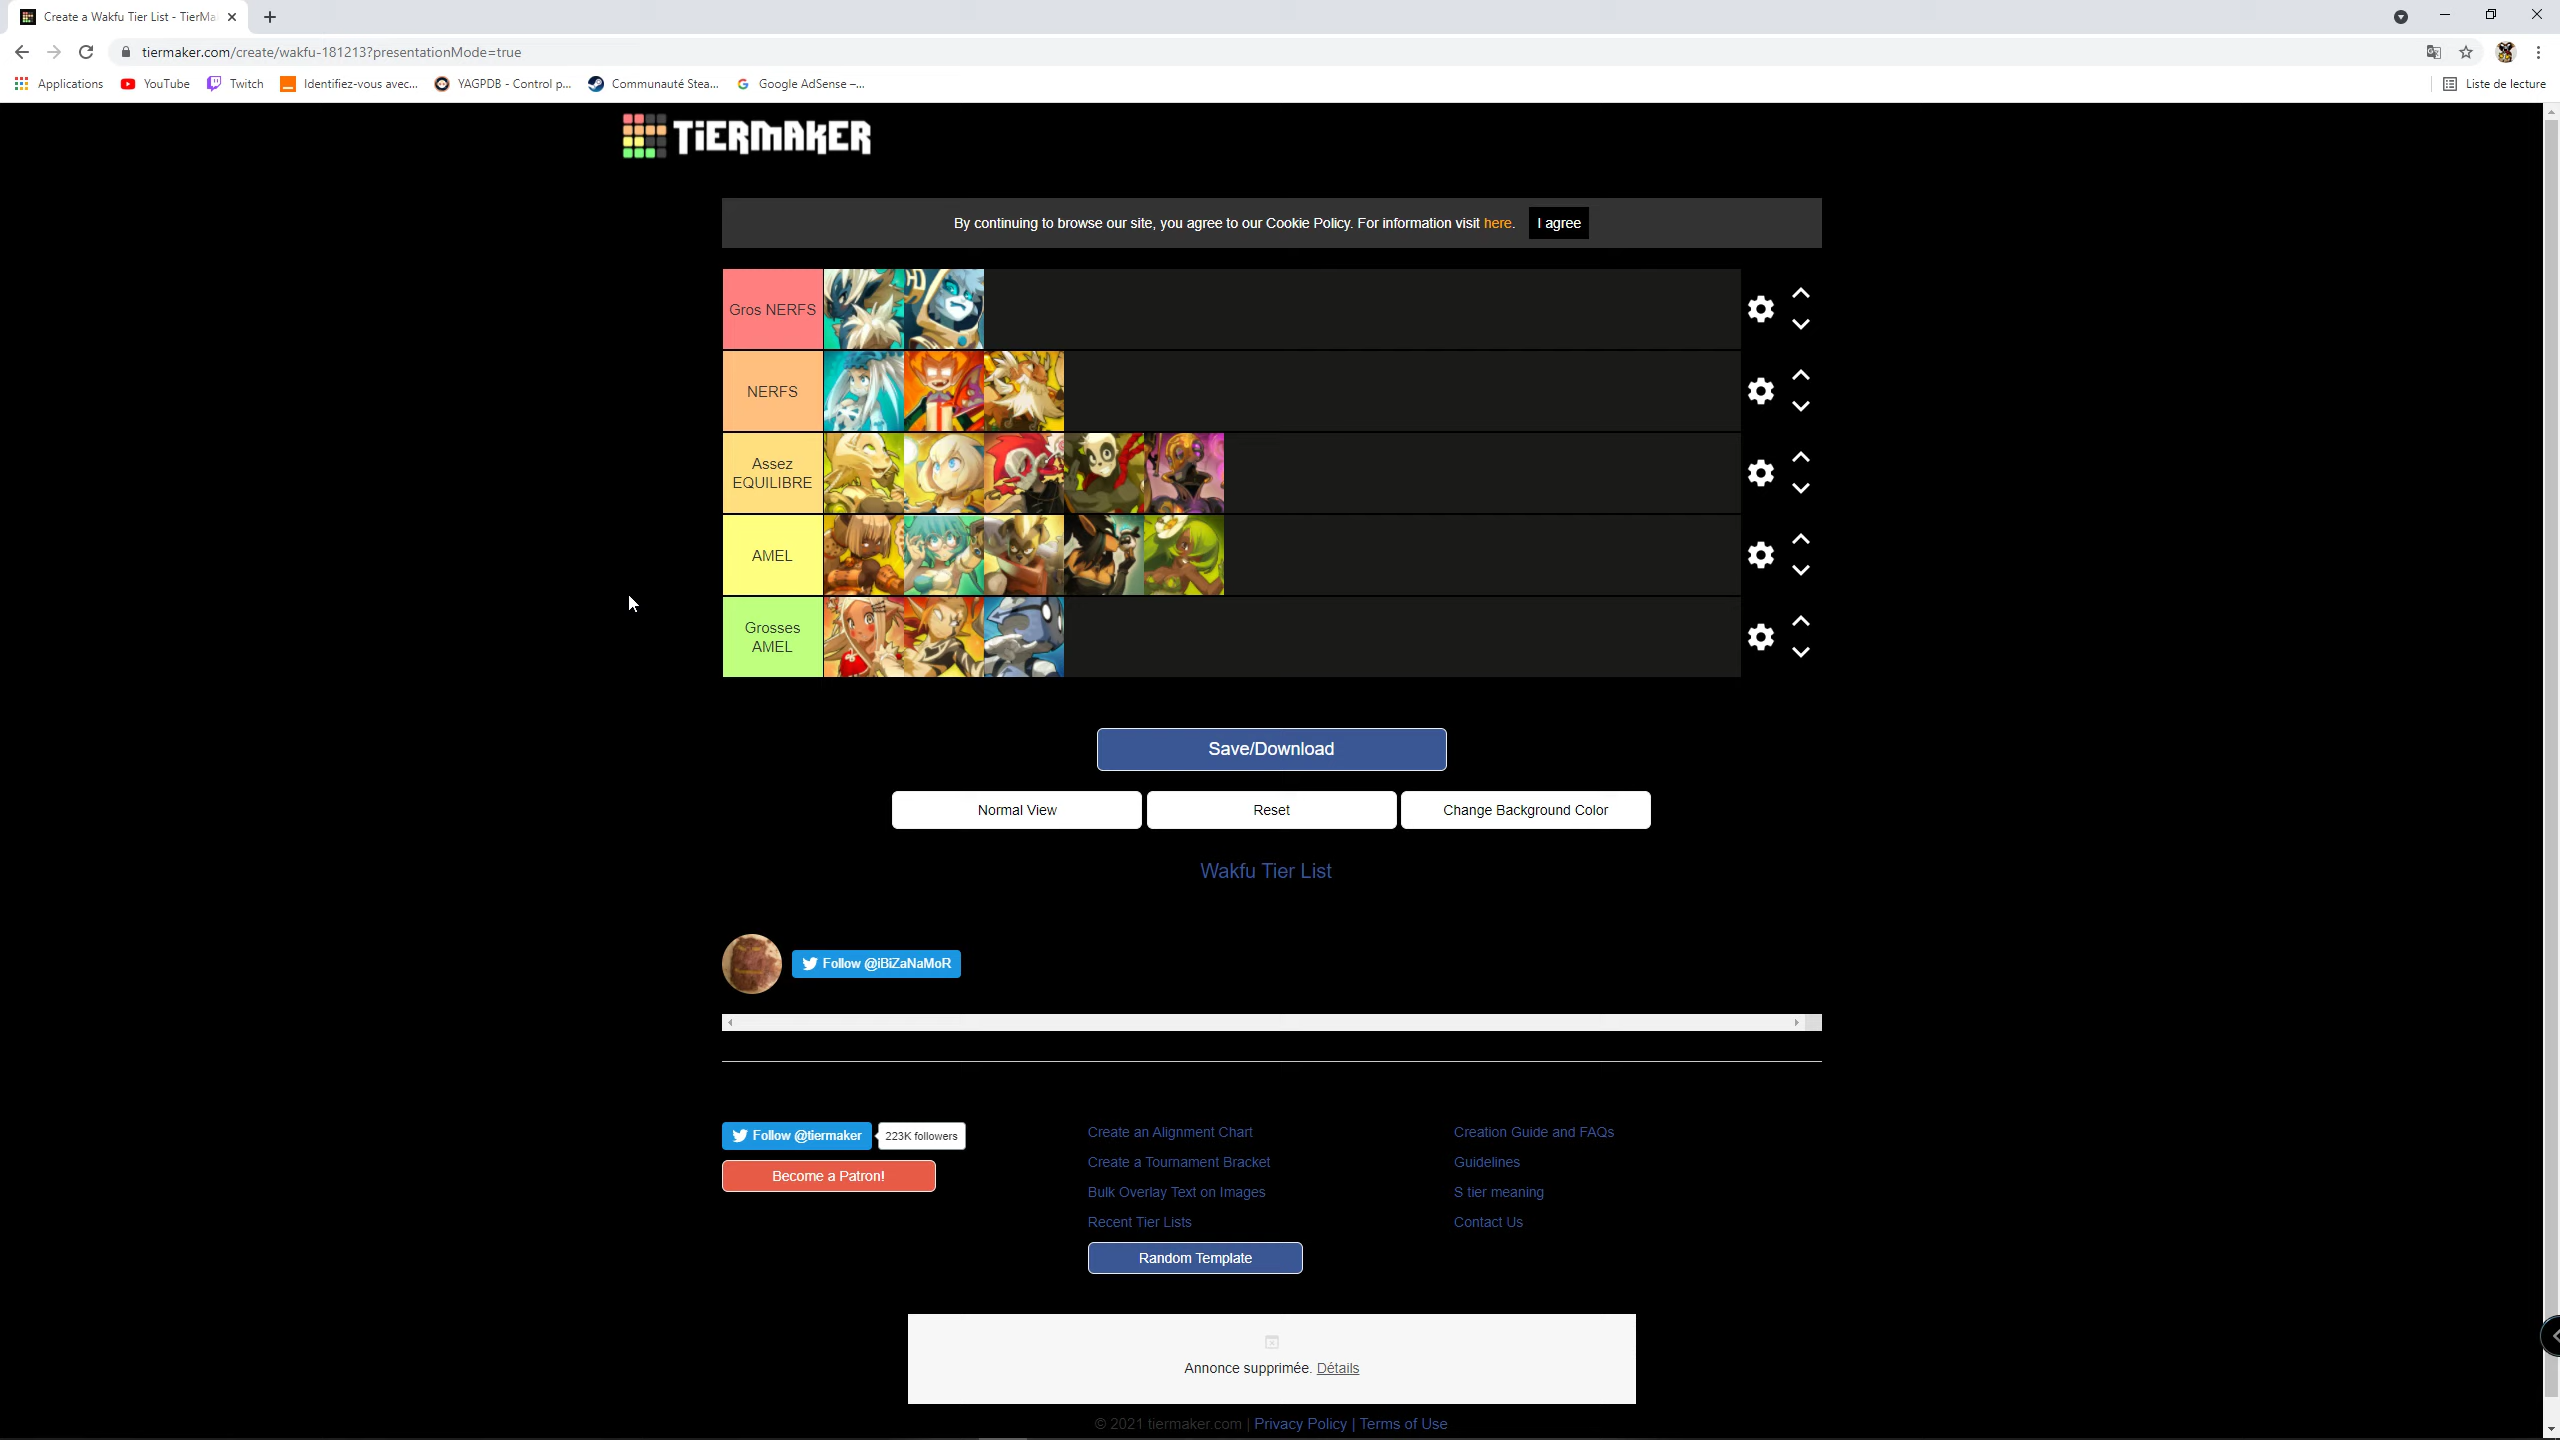 Create a Wakfu Tier List - TierMa
tiermaker.com/create/wakfu-181213?presentationMode=true
Applications
YouTube
Twitch
Identifiez-vous avec...
YAGPDB - Control p...
Communauté Stea...
Google AdSense –...
Liste de lecture
TiERMAKER
By continuing to browse our site, you agree to our Cookie Policy. For information visit here.
I agree
Gros NERFS
NERFS
Assez
EQUILIBRE
AMEL
Grosses
AMEL
Save/Download
Normal View
Reset
Change Background Color
Wakfu Tier List
Follow @iBiZaNaMoR
Follow @tiermaker
223K followers
Become a Patron!
Create an Alignment Chart
Create a Tournament Bracket
Bulk Overlay Text on Images
Recent Tier Lists
Random Template
Creation Guide and FAQs
Guidelines
S tier meaning
Contact Us
Annonce supprimée. Détails
© 2021 tiermaker.com | Privacy Policy | Terms of Use